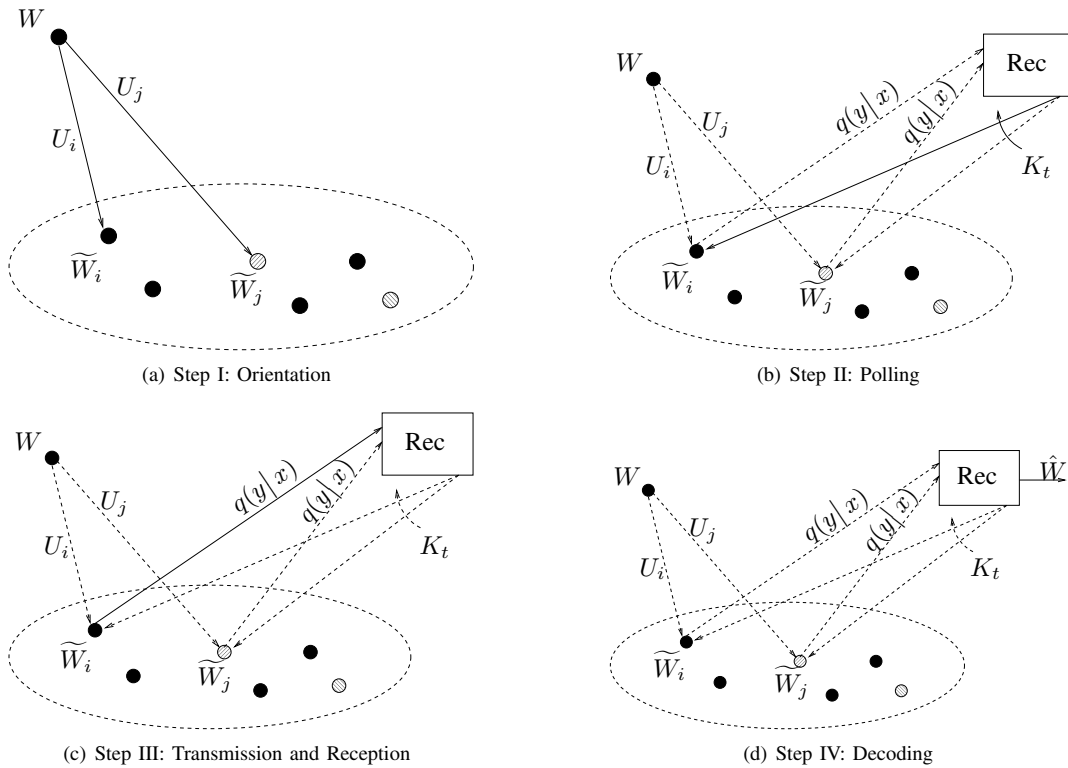 W
U_j
U_i
\widetilde{W}_i
\widetilde{W}_j
(a) Step I: Orientation
Rec
W
q(y|x)
q(y|x)
U_j
U_i
K_t
\widetilde{W}_i
\widetilde{W}_j
(b) Step II: Polling
Rec
W
q(y|x)
q(y|x)
U_j
U_i
K_t
\widetilde{W}_i
\widetilde{W}_j
(c) Step III: Transmission and Reception
Rec
\hat{W}
W
q(y|x)
q(y|x)
U_j
U_i
K_t
\widetilde{W}_i
\widetilde{W}_j
(d) Step IV: Decoding